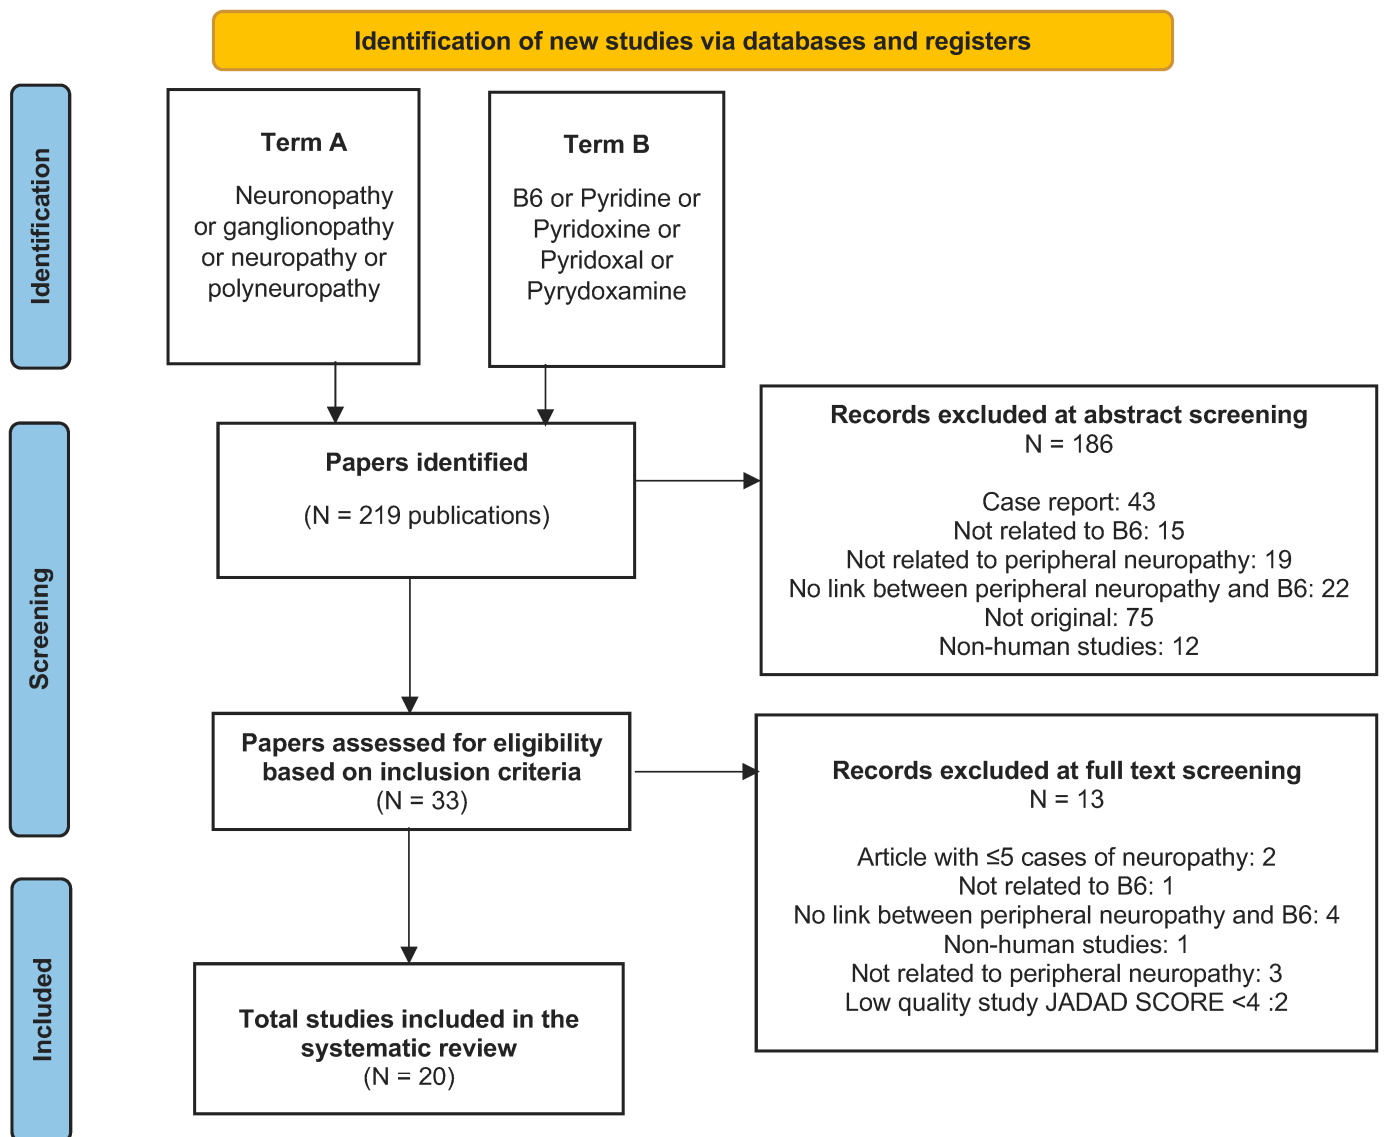 Identification of new studies via databases and registers
Identification
Term A
Neuronopathy
or ganglionopathy
or neuropathy or
polyneuropathy
Term B
B6 or Pyridine or
Pyridoxine or
Pyridoxal or
Pyrydoxamine
Screening
Papers identified
(N = 219 publications)
Records excluded at abstract screening
N = 186
Case report: 43
Not related to B6: 15
Not related to peripheral neuropathy: 19
No link between peripheral neuropathy and B6: 22
Not original: 75
Non-human studies: 12
Papers assessed for eligibility
based on inclusion criteria
(N = 33)
Records excluded at full text screening
N = 13
Article with ≤5 cases of neuropathy: 2
Not related to B6: 1
No link between peripheral neuropathy and B6: 4
Non-human studies: 1
Not related to peripheral neuropathy: 3
Low quality study JADAD SCORE <4 :2
Included
Total studies included in the
systematic review
(N = 20)